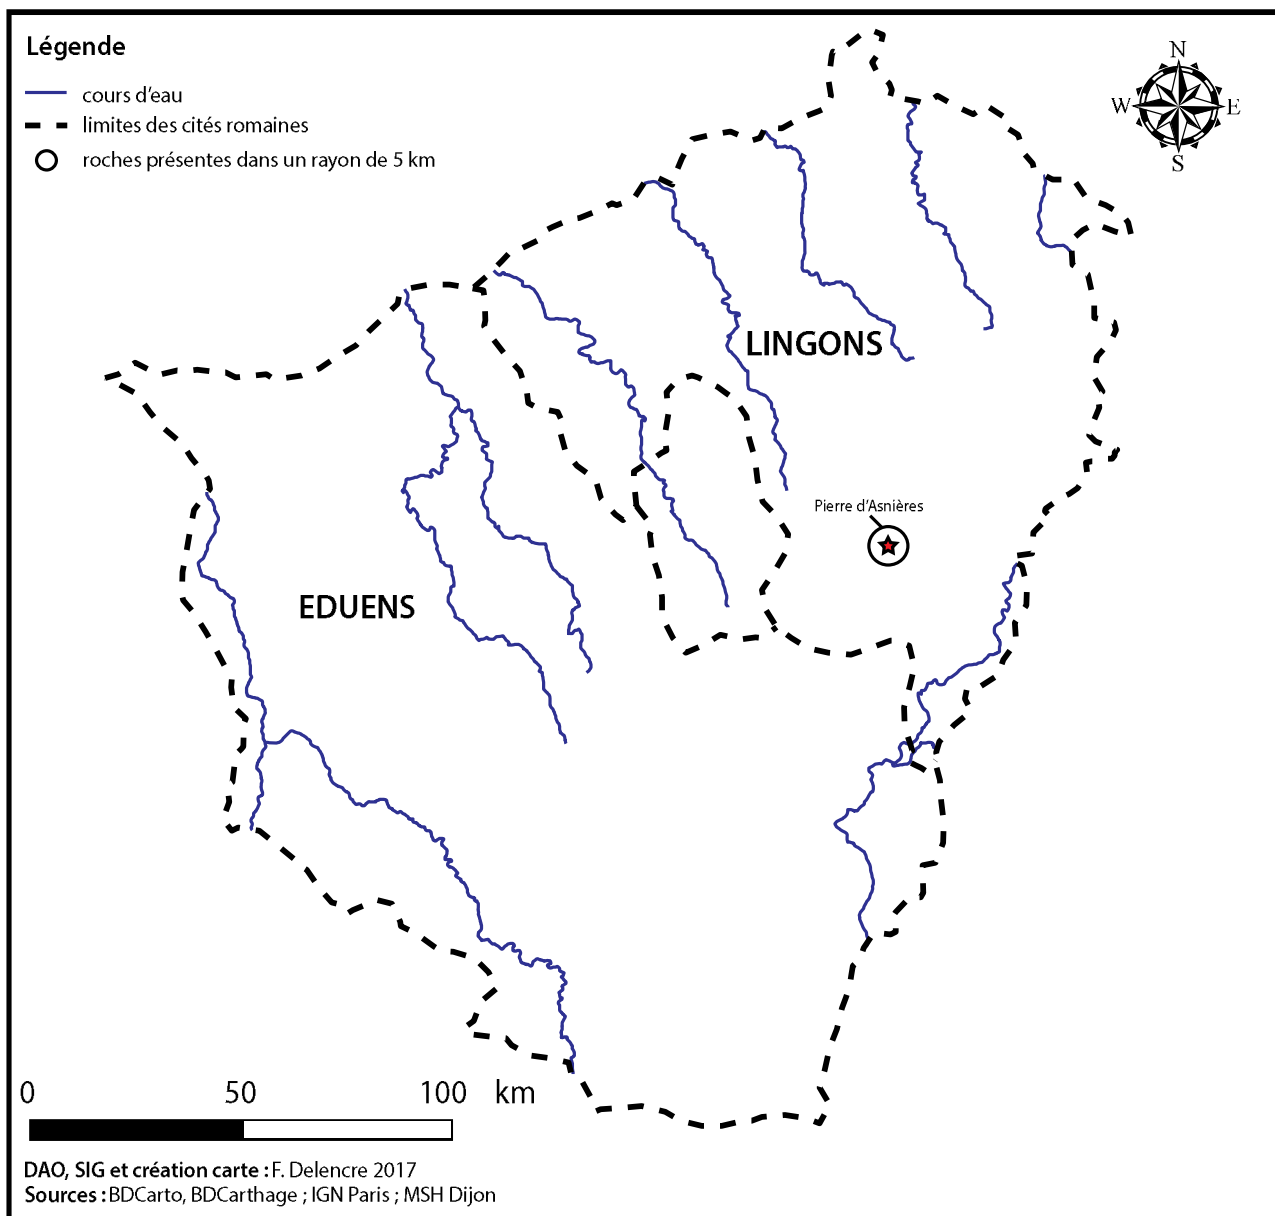 Légende
cours d'eau
limites des cités romaines
roches présentes dans un rayon de 5 km
N
W
E
S
LINGONS
Pierre d'Asnières
EDUENS
0 50 100 km
DAO, SIG et création carte : F. Delencre 2017
Sources : BDCarto, BDCarthage ; IGN Paris ; MSH Dijon